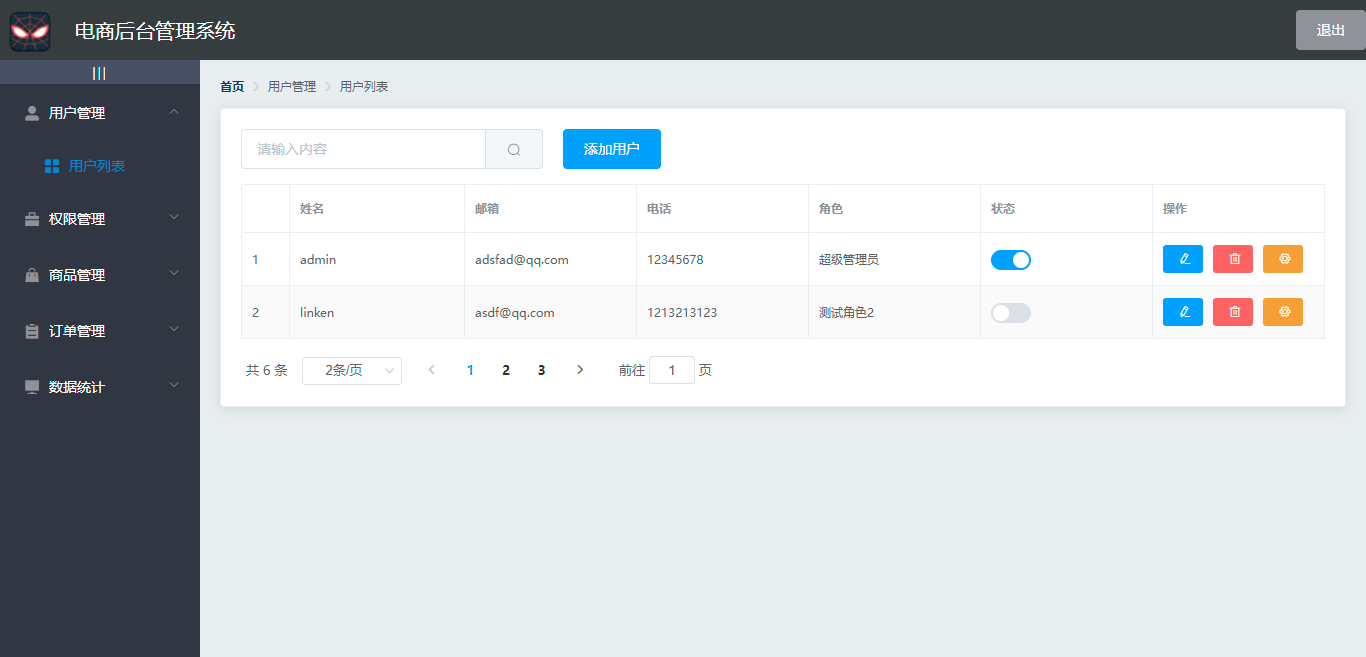 电商后台管理系统
退出
|||
用户管理
用户列表
权限管理
商品管理
订单管理
数据统计
首页 用户管理 用户列表
请输入内容 添加用户
姓名 邮箱 电话 角色 状态 操作
1 admin adsfad@qq.com 12345678 超级管理员
2 linken asdf@qq.com 1213213123 测试角色2
共 6 条 2条/页 1 2 3 前往 1 页